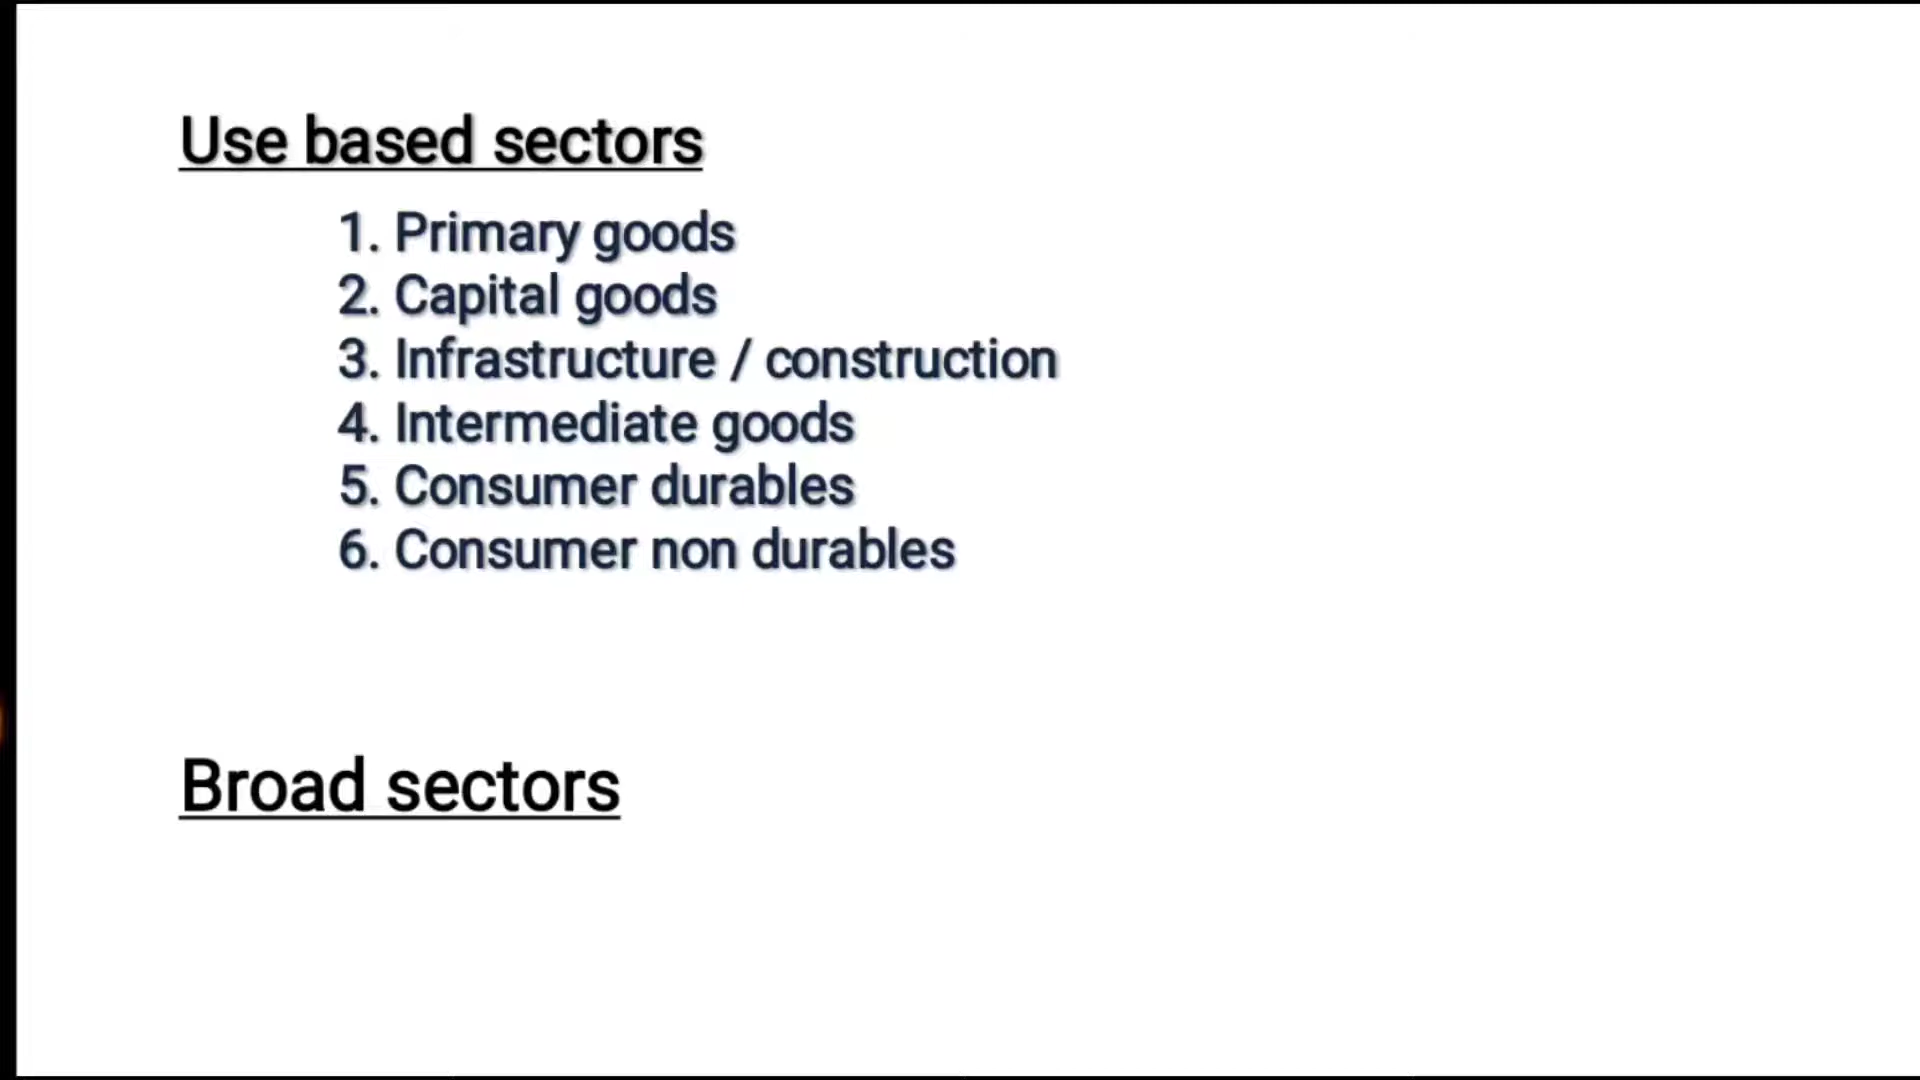 Use based sectors
1. Primary goods
2. Capital goods
3. Infrastructure / construction
4. Intermediate goods
5. Consumer durables
6. Consumer non durables
Broad sectors